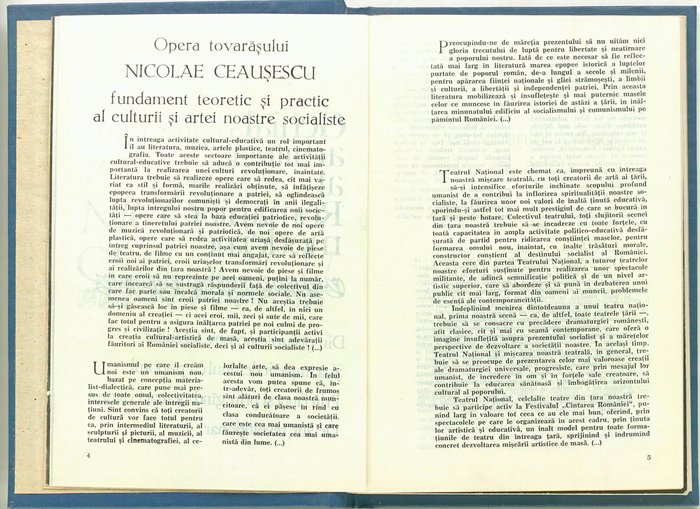 Opera tovarășului
NICOLAE CEAUȘESCU
fundament teoretic și practic
al culturii și artei noastre socialiste
În întreaga activitate cultural-educativă un rol important
îl au literatura, muzica, artele plastice, teatrul, cinemato-
grafia. Toate aceste sectoare importante ale activității
cultural-educative trebuie să aducă o contribuție tot mai im-
portantă la realizarea unei culturi revoluționare, înaintate.
Literatura trebuie să realizeze opere care să redea, cît mai va-
riat ca stil și formă, marile realizări obținute, să înfățișeze
epopea transformării revoluționare a patriei, să oglindească
lupta revoluționarilor comuniști și democrați în anii ilegali-
tății, lupta întregului nostru popor pentru edificarea noii socie-
tăți — opere care să stea la baza educației patriotice, revolu-
ționare, a tineretului nostru. Avem nevoie de noi opere
de muzică revoluționară și patriotică, de noi opere de artă
plastică, opere care să redea activitatea uriașă desfășurată pe
întreg cuprinsul patriei noastre, așa cum avem nevoie de piese
de teatru, de filme cu un conținut mai angajat, care să reflecte
eroii noi ai patriei, eroii uriașelor transformări revoluționare și
ai realizărilor din țara noastră! Avem nevoie de piese și filme
în care eroii să nu reprezinte pe acei oameni, puțini la număr,
care încearcă să se sustragă răspunderii față de colectivul din
care fac parte sau încalcă morala și normele sociale. Nu ase-
menea oameni sînt eroii patriei noastre! Nu aceștia trebuie
să-și găsească loc în piese și filme — ca, de altfel, în nici un
domeniu al creației — ci acei eroi, zeci și sute de mii, care
fac totul pentru a asigura înălțarea patriei pe noi culmi de pro-
gres și civilizație! Aceștia sînt, de fapt, și participanții activi
la creația cultural-artistică de masă, aceștia sînt adevărații
făuritori ai României socialiste, deci și ai culturii socialiste! (...)
Umanismul pe care îl creăm
noi este un umanism nou,
bazat pe concepția materia-
list-dialectică, care pune mai pre-
sus de toate omul, colectivitatea,
interesele generale ale întregii na-
țiuni. Sînt convins că toți creatorii
de cultură vor face totul pentru
ca, prin intermediul literaturii, al
sculpturii și picturii, al muzicii, al
teatrului și cinematografiei, al ce-
lorlalte arte, să dea expresie a-
cestui nou umanism. În felul
acesta vom putea spune că, în-
tr-adevăr, toți creatorii de frumos
sînt alături de clasa noastră mun-
citoare, că ei pășesc în rînd cu
clasa conducătoare a societății,
care este cea mai umanistă și care
făurește societatea cea mai uma-
nistă din lume. (...)
4
Preocupîndu-ne de măreția prezentului să nu uităm nici
gloria trecutului de luptă pentru libertate și neatîrnare
a poporului nostru. Iată de ce este necesar să fie reflec-
tată mai larg în literatură marea epopee istorică a luptelor
purtate de poporul român, de-a lungul a secole și milenii,
pentru apărarea ființei naționale și gliei strămoșești, a limbii
și culturii, a libertății și independenței patriei. Prin aceasta
literatura mobilizează și însuflețește și mai puternic masele
celor ce muncesc în făurirea istoriei de astăzi a țării, în înăl-
țarea minunatului edificiu al socialismului și comunismului pe
pămîntul României. (...)
Teatrul Național este chemat ca, împreună cu întreaga
noastră mișcare teatrală, cu toți creatorii de artă ai țării,
să-și intensifice eforturile închinate scopului profund
umanist de a contribui la înflorirea spiritualității noastre so-
cialiste, la făurirea unor noi valori de înaltă ținută educativă,
sporindu-și astfel tot mai mult prestigiul de care se bucură în
țară și peste hotare. Colectivul teatrului, toți slujitorii scenei
din țara noastră trebuie să se încadreze cu toate forțele, cu
toată capacitatea în ampla activitate politico-educativă desfă-
șurată de partid pentru ridicarea conștiinței maselor, pentru
formarea omului nou, înaintat, cu înalte trăsături morale,
constructor conștient al destinului socialist al României.
Aceasta cere din partea Teatrului Național, a tuturor teatrelor
noastre eforturi susținute pentru realizarea unor spectacole
militante, de adîncă semnificație politică și de un nivel ar-
tistic superior, care să abordeze și să pună în dezbaterea unui
public cît mai larg, format din oameni ai muncii, problemele
de esență ale contemporaneității.
Îndeplinind menirea dintotdeauna a unui teatru națio-
nal, prima noastră scenă — ca, de altfel, toate teatrele țării —,
trebuie să se consacre cu precădere dramaturgiei românești,
atît clasice, cît și mai cu seamă contemporane, care oferă o
imagine însuflețită asupra prezentului socialist și a mărețelor
perspective de dezvoltare a societății noastre. În același timp,
Teatrul Național și mișcarea noastră teatrală, în general, tre-
buie să se preocupe de prezentarea celor mai valoroase creații
ale dramaturgiei universale, progresiste, care prin mesajul lor
umanist, de încredere în om și în forțele sale creatoare, să
contribuie la educarea sănătoasă și îmbogățirea orizontului
cultural al poporului.
Teatrul Național, celelalte teatre din țara noastră tre-
buie să participe activ la Festivalul „Cîntarea României”, pu-
nînd larg în valoare tot ceea ce au ele mai bun, oferind, prin
spectacolele pe care le organizează în acest cadru, prin ținuta
lor artistică și educativă, un înalt model pentru toate forma-
țiunile de teatru din întreaga țară, sprijinind și îndrumînd
concret dezvoltarea mișcării artistice de masă. (...)
5